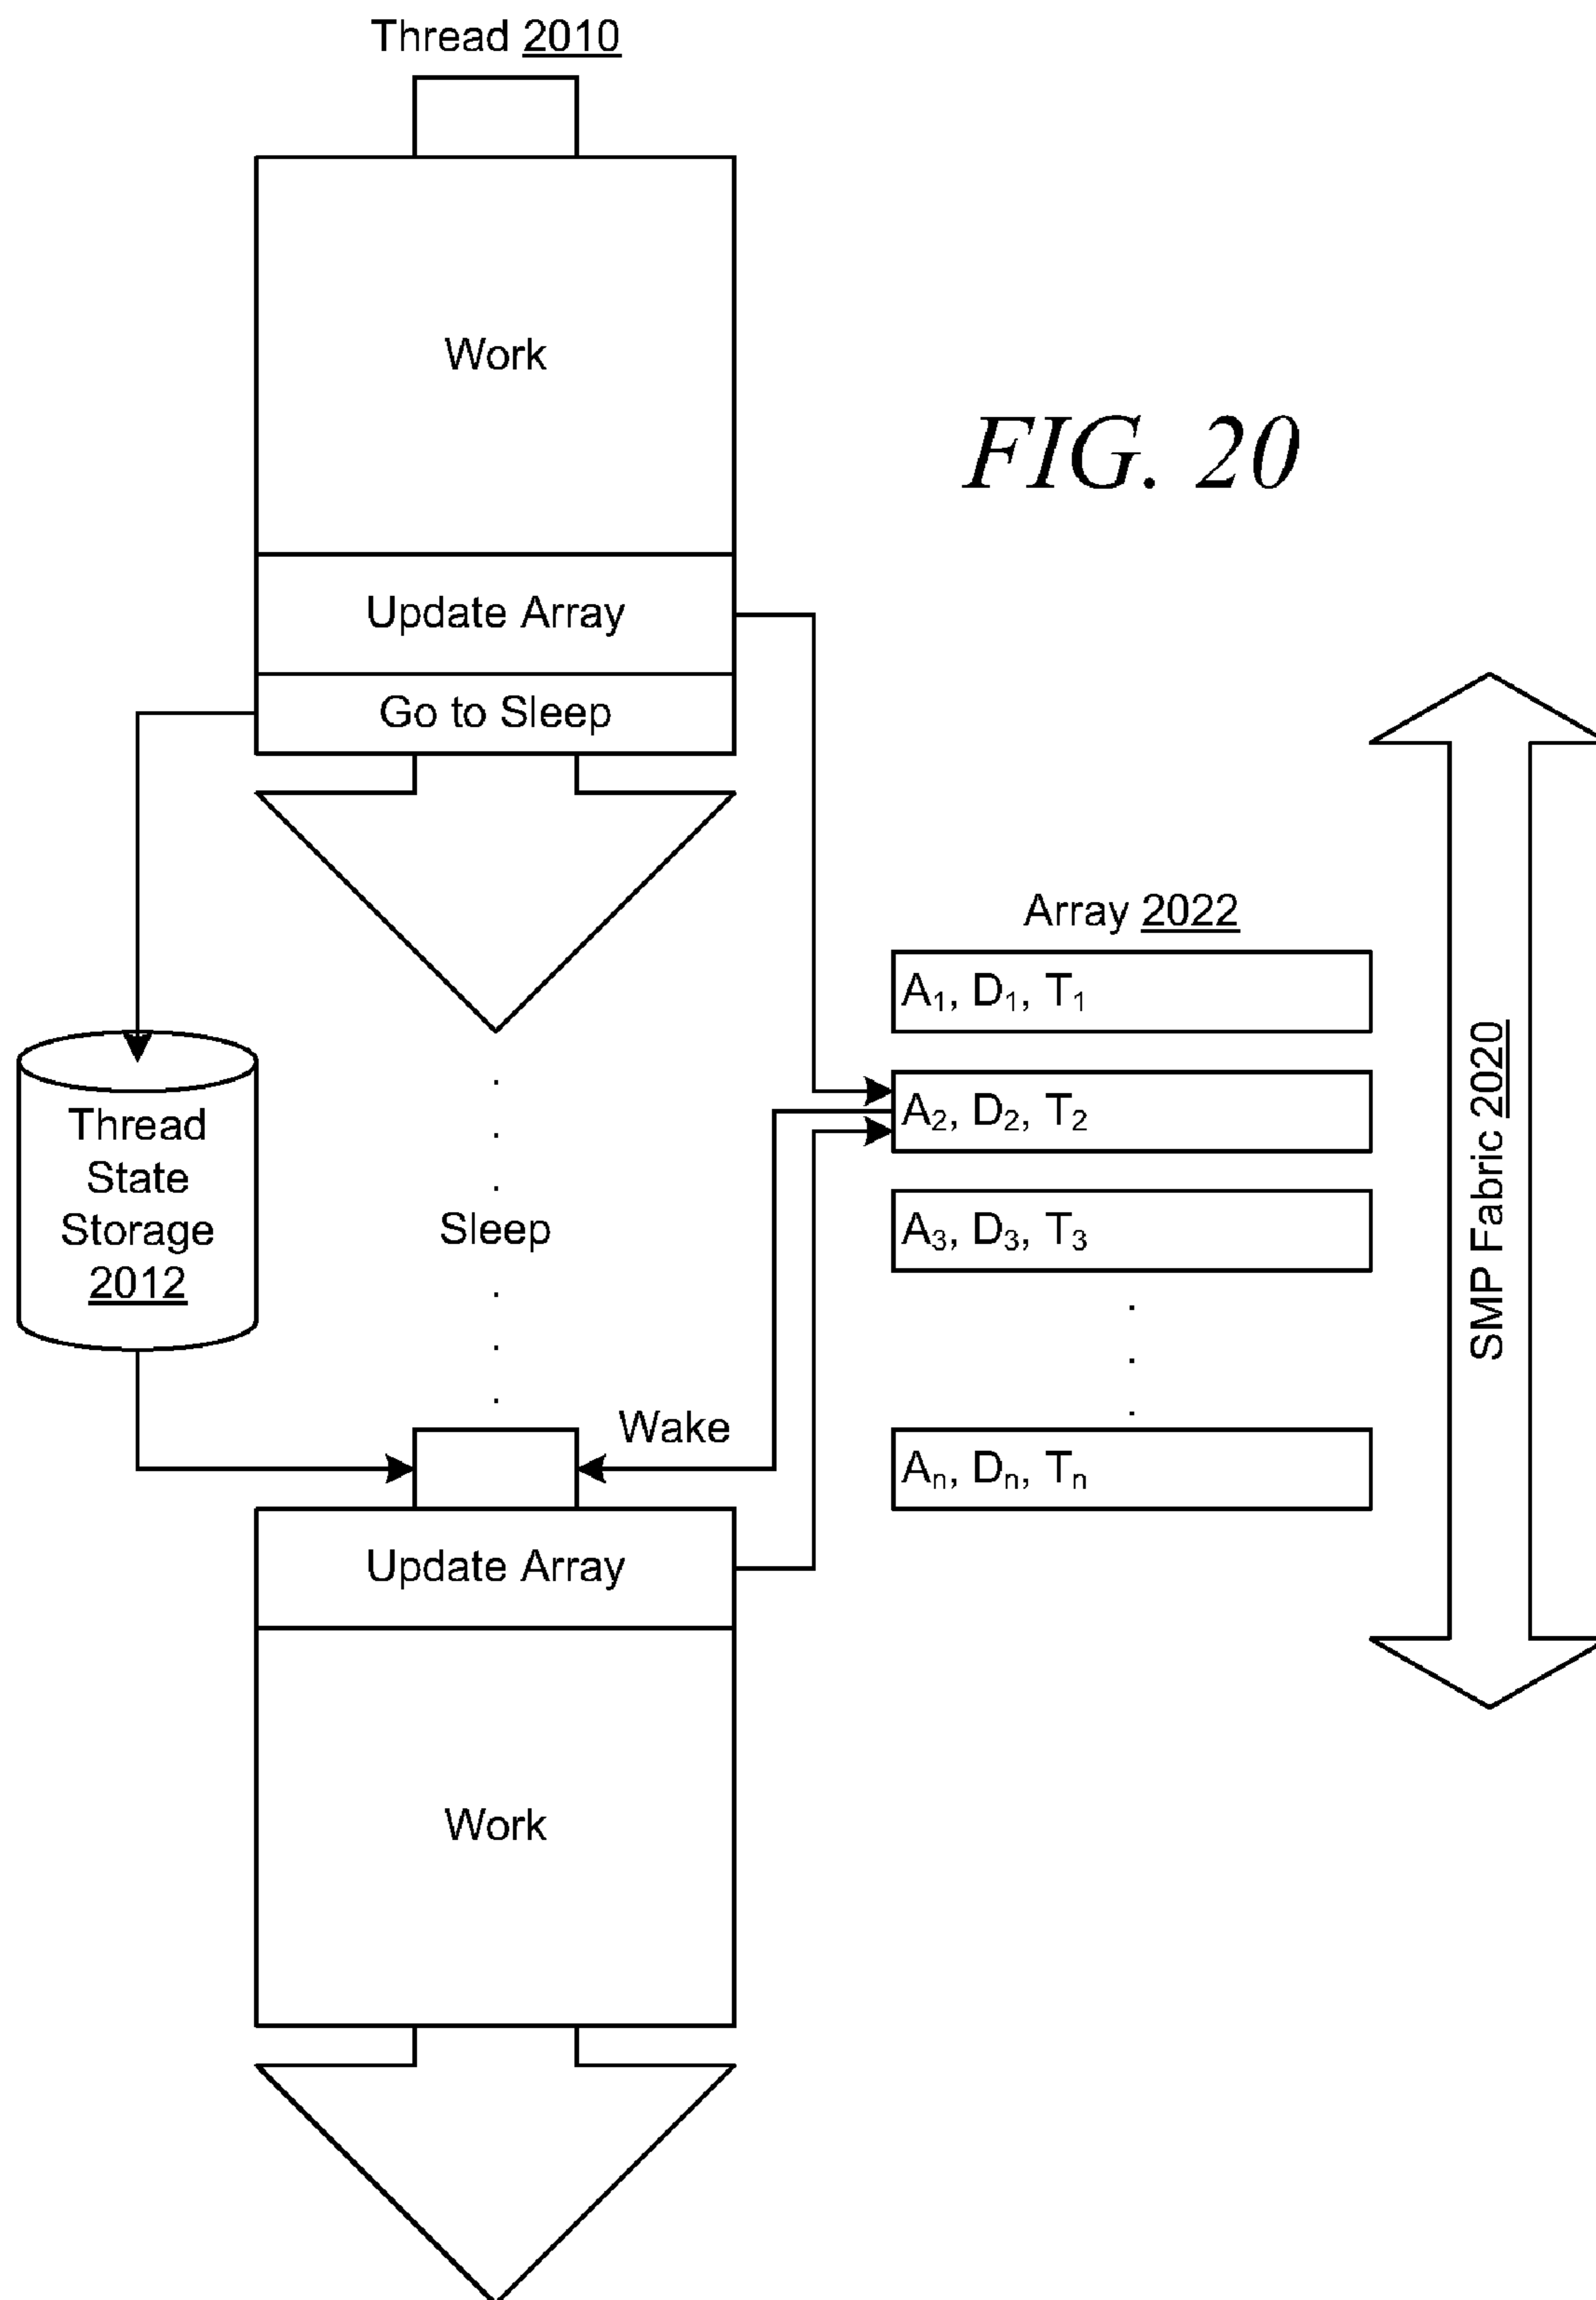 Thread 2010
Work
FIG. 20
Update Array
Go to Sleep
Array 2022
A₁, D₁, T₁
A₂, D₂, T₂
A₃, D₃, T₃
.
.
.
Aₙ, Dₙ, Tₙ
SMP Fabric 2020
Thread
State
Storage
2012
.
.
.
Sleep
.
.
.
Wake
Update Array
Work